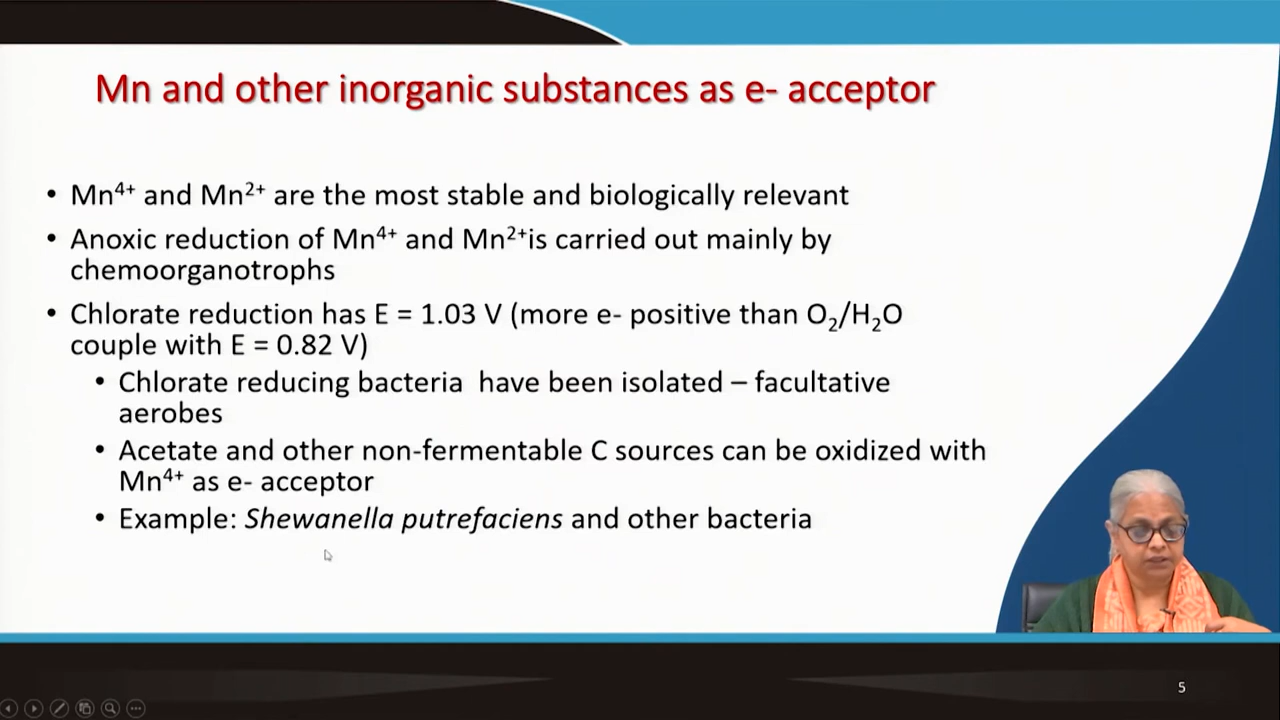 Mn and other inorganic substances as e- acceptor
• Mn⁴⁺ and Mn²⁺ are the most stable and biologically relevant
• Anoxic reduction of Mn⁴⁺ and Mn²⁺is carried out mainly by
chemoorganotrophs
• Chlorate reduction has E = 1.03 V (more e- positive than O₂/H₂O
couple with E = 0.82 V)
• Chlorate reducing bacteria have been isolated – facultative
aerobes
• Acetate and other non-fermentable C sources can be oxidized with
Mn⁴⁺ as e- acceptor
• Example: Shewanella putrefaciens and other bacteria
5